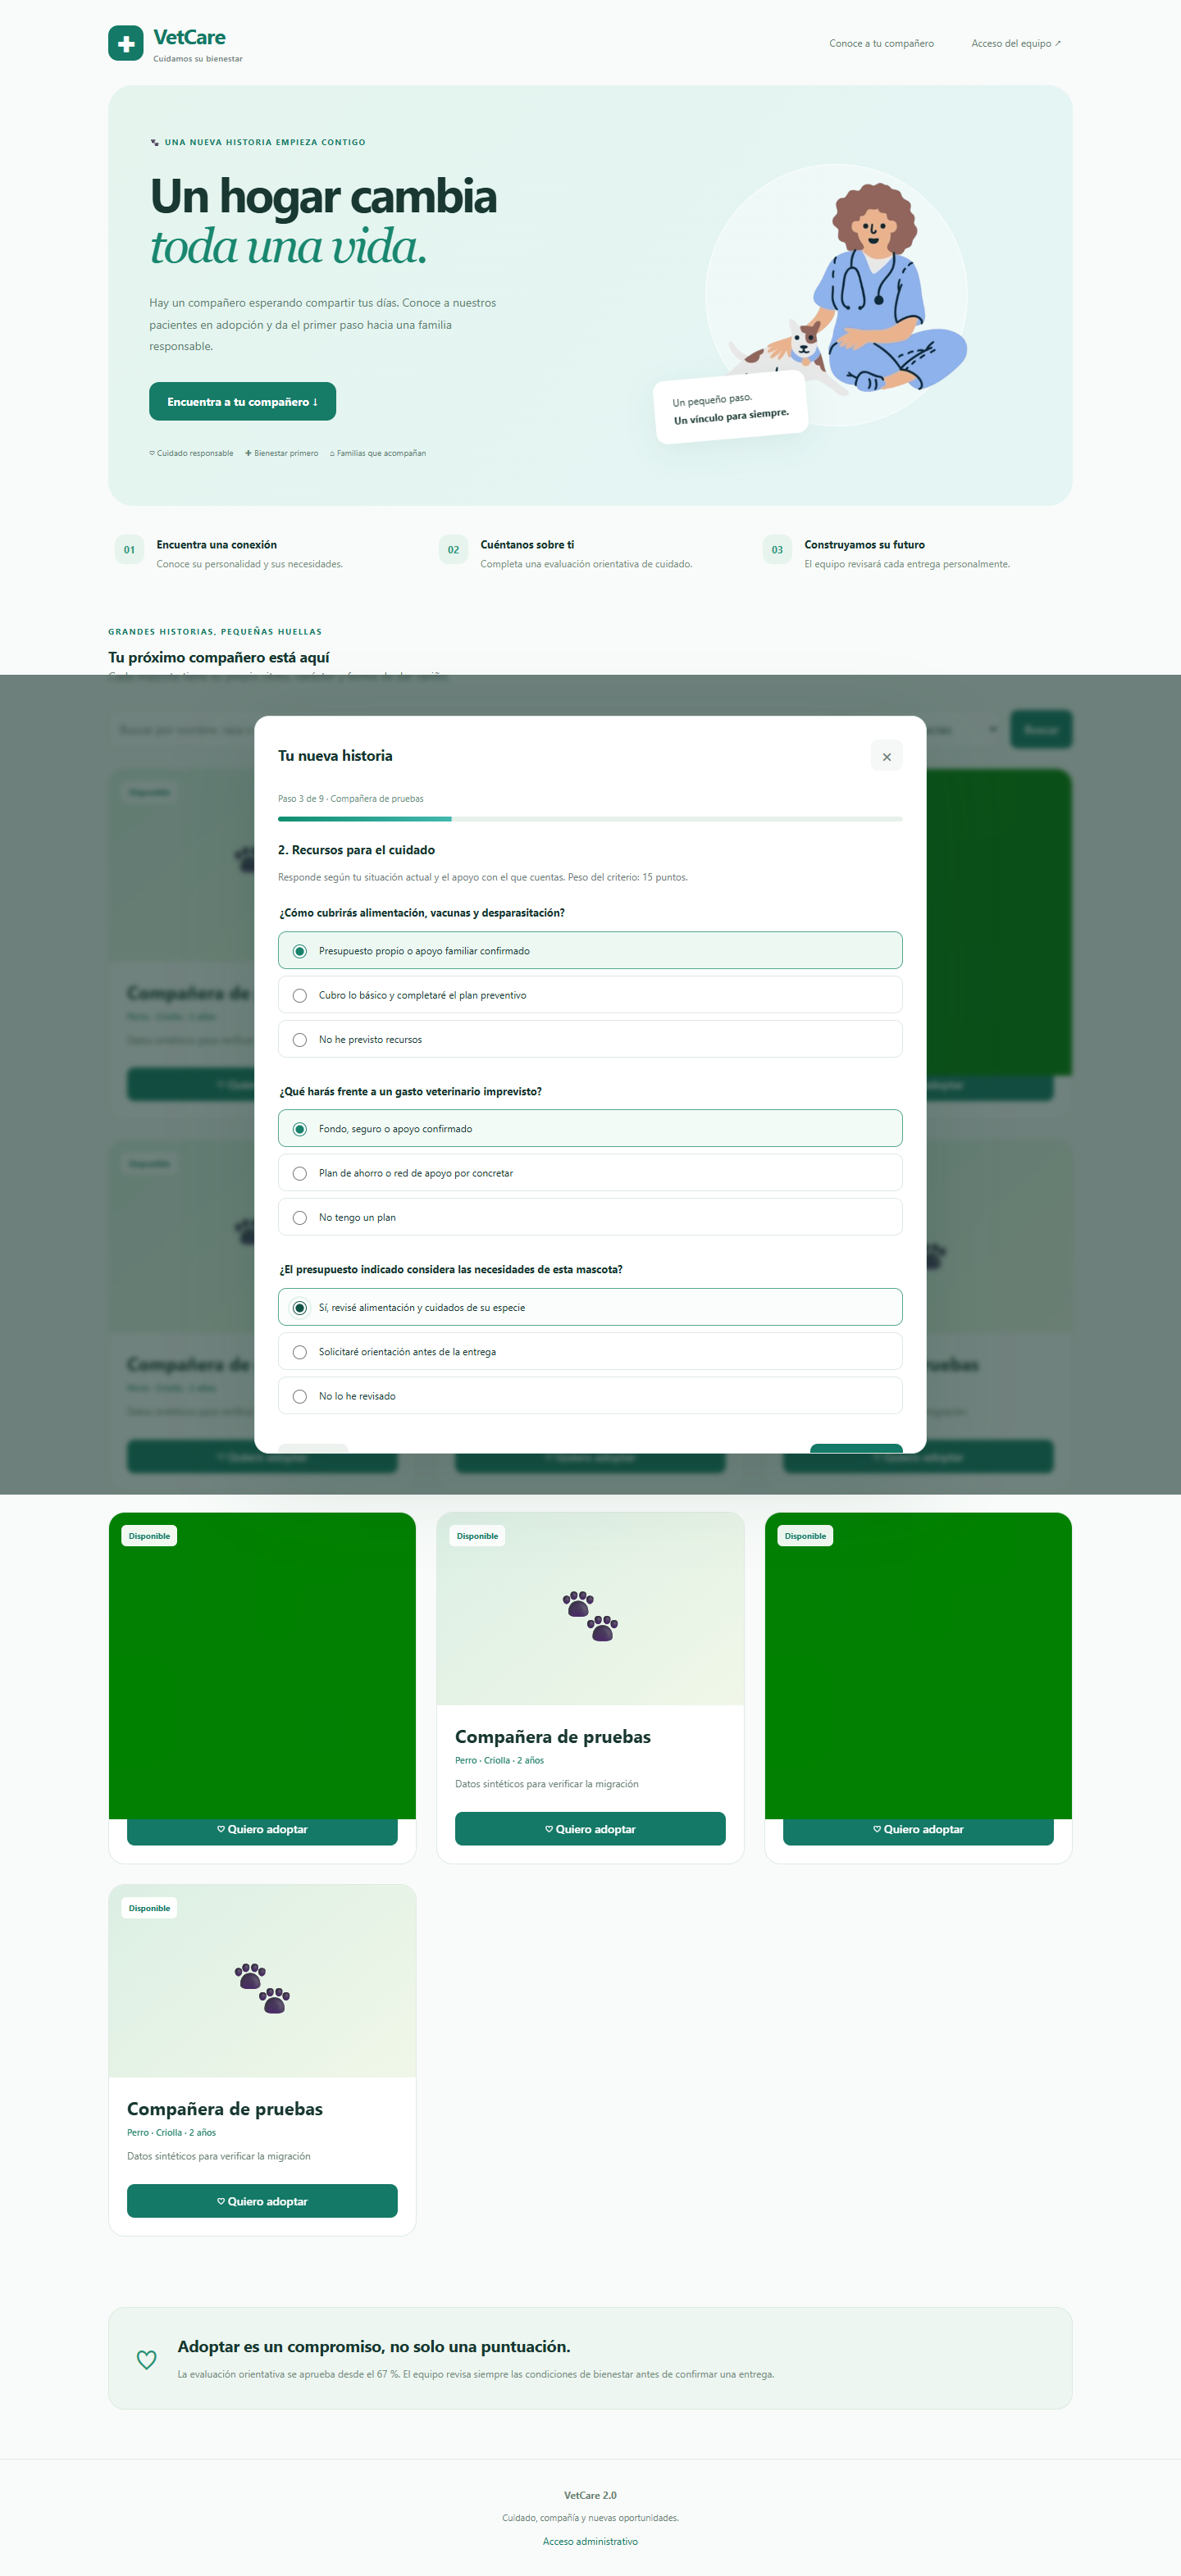 VetCare
Cuidamos su bienestar
Conoce a tu compañero
Acceso del equipo ↗
UNA NUEVA HISTORIA EMPIEZA CONTIGO
Un hogar cambia
toda una vida.
Hay un compañero esperando compartir tus días. Conoce a nuestros
pacientes en adopción y da el primer paso hacia una familia
responsable.
Encuentra a tu compañero ↓
♡ Cuidado responsable
✚ Bienestar primero
⌂ Familias que acompañan
Un pequeño paso.
Un vínculo para siempre.
01
Encuentra una conexión
Conoce su personalidad y sus necesidades.
02
Cuéntanos sobre ti
Completa una evaluación orientativa de cuidado.
03
Construyamos su futuro
El equipo revisará cada entrega personalmente.
GRANDES HISTORIAS, PEQUEÑAS HUELLAS
Tu próximo compañero está aquí
Buscar
Disponible
Tu nueva historia
×
Paso 3 de 9 · Compañera de pruebas
2. Recursos para el cuidado
Responde según tu situación actual y el apoyo con el que cuentas. Peso del criterio: 15 puntos.
¿Cómo cubrirás alimentación, vacunas y desparasitación?
Presupuesto propio o apoyo familiar confirmado
Cubro lo básico y completaré el plan preventivo
No he previsto recursos
¿Qué harás frente a un gasto veterinario imprevisto?
Fondo, seguro o apoyo confirmado
Plan de ahorro o red de apoyo por concretar
No tengo un plan
¿El presupuesto indicado considera las necesidades de esta mascota?
Sí, revisé alimentación y cuidados de su especie
Solicitaré orientación antes de la entrega
No lo he revisado
Compañera de
Disponible
Compañera de
Disponible
♡ Quiero adoptar
Disponible
Compañera de pruebas
Perro · Criolla · 2 años
Datos sintéticos para verificar la migración
♡ Quiero adoptar
Disponible
♡ Quiero adoptar
Disponible
Compañera de pruebas
Perro · Criolla · 2 años
Datos sintéticos para verificar la migración
♡ Quiero adoptar
Adoptar es un compromiso, no solo una puntuación.
La evaluación orientativa se aprueba desde el 67 %. El equipo revisa siempre las condiciones de bienestar antes de confirmar una entrega.
VetCare 2.0
Cuidado, compañía y nuevas oportunidades.
Acceso administrativo